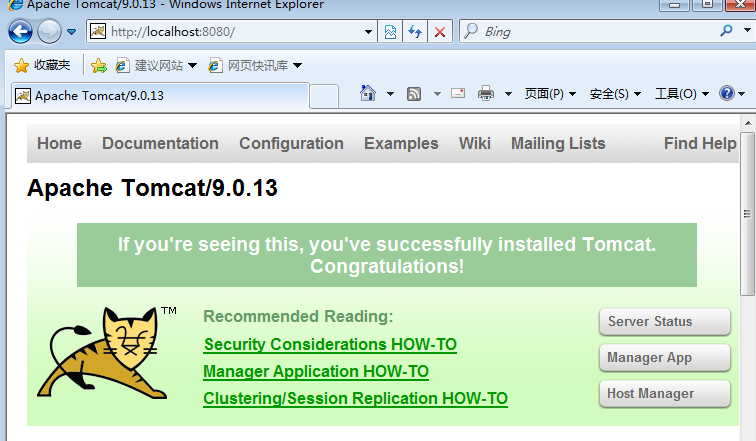 Apache Tomcat/9.0.13 - Windows Internet Explorer
http://localhost:8080/
Bing
收藏夹 建议网站 网页快讯库
Apache Tomcat/9.0.13 页面(P) 安全(S) 工具(O)
Home Documentation Configuration Examples Wiki Mailing Lists Find Help
Apache Tomcat/9.0.13
If you're seeing this, you've successfully installed Tomcat.
Congratulations!
TM
Recommended Reading:
Security Considerations HOW-TO
Manager Application HOW-TO
Clustering/Session Replication HOW-TO
Server Status
Manager App
Host Manager